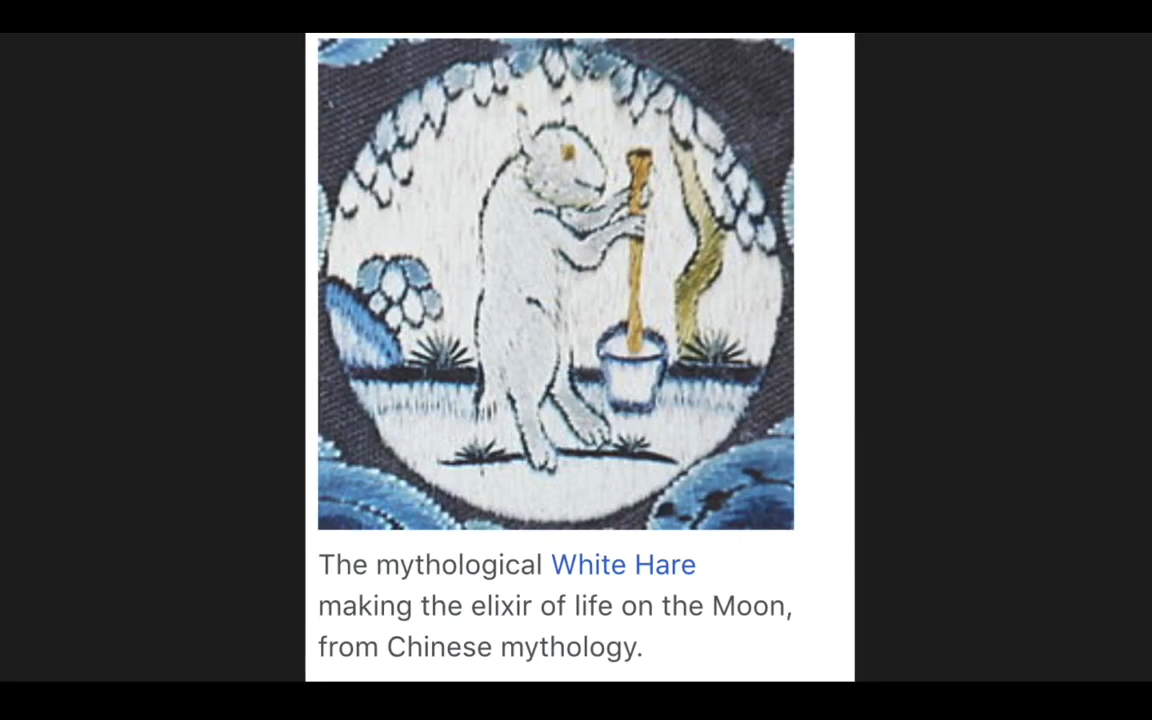 The mythological White Hare
making the elixir of life on the Moon,
from Chinese mythology.